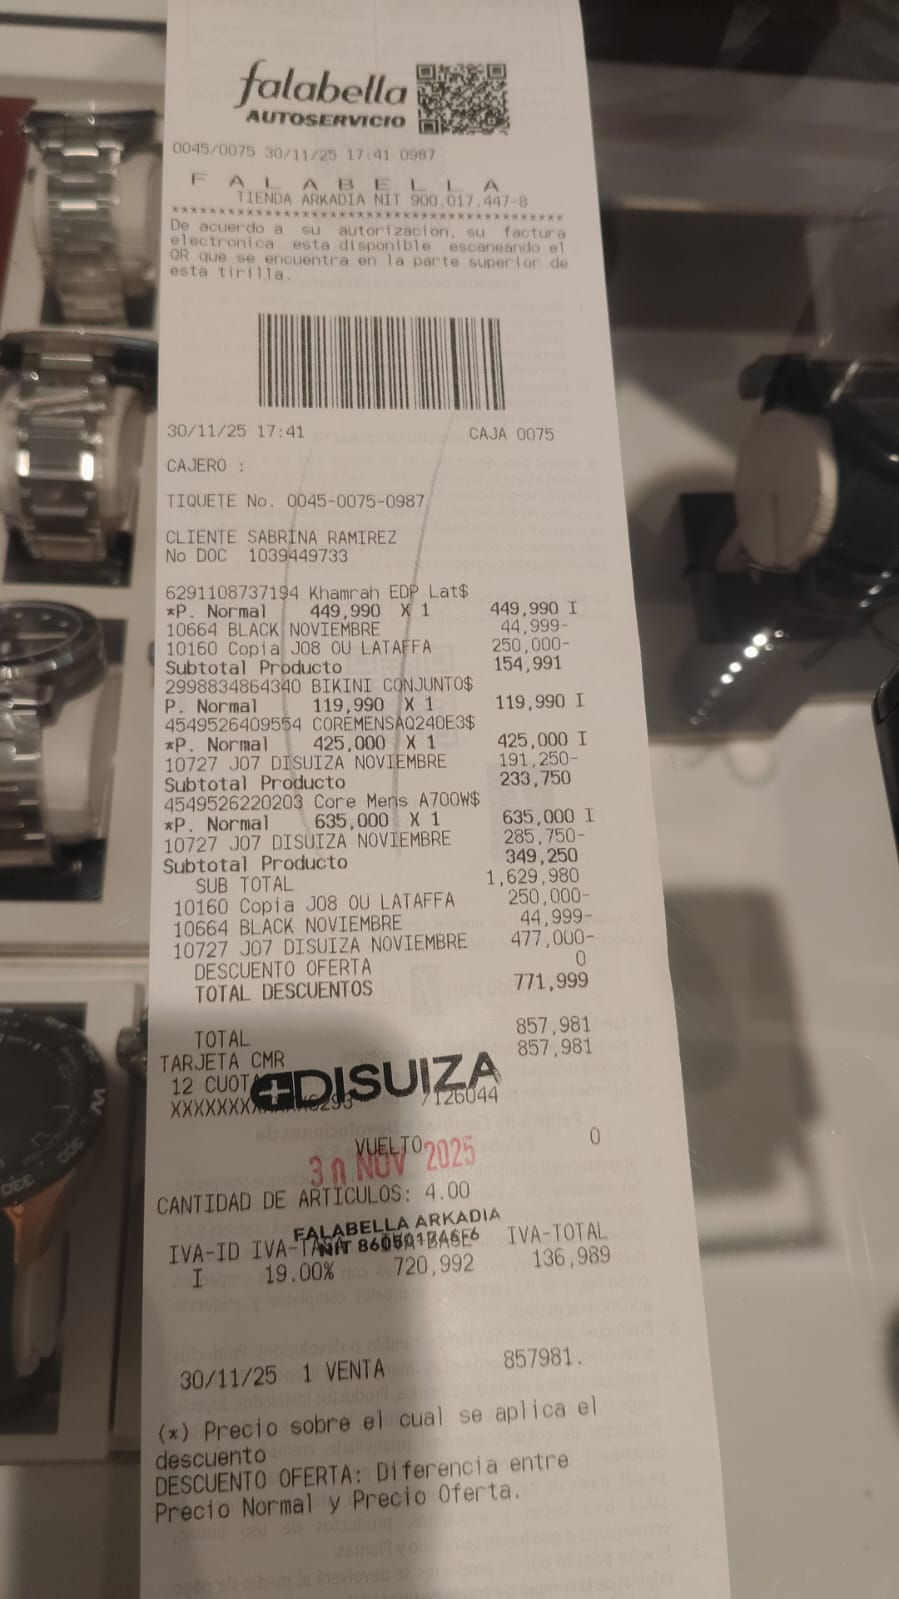 falabella
AUTOSERVICIO
0045/0075 30/11/25 17:41 0987
F A L A B E L L A
TIENDA ARKADIA NIT 900.017.447-8
************************************************
De acuerdo a su autorizacion, su factura
electronica esta disponible escaneando el
QR que se encuentra en la parte superior de
esta tirilla.
30/11/25 17:41 CAJA 0075
CAJERO :
TIQUETE No. 0045-0075-0987
CLIENTE SABRINA RAMIREZ
No DOC 1039449733
6291108737194 Khamrah EDP Lat$
*P. Normal 449,990 X 1 449,990 I
10664 BLACK NOVIEMBRE 44,999-
10160 Copia J08 OU LATAFFA 250,000-
Subtotal Producto 154,991
2998834864340 BIKINI CONJUNTO$
P. Normal 119,990 X 1 119,990 I
4549526409554 COREMENSAQ240E3$
*P. Normal 425,000 X 1 425,000 I
10727 J07 DISUIZA NOVIEMBRE 191,250-
Subtotal Producto 233,750
4549526220203 Core Mens A700W$
*P. Normal 635,000 X 1 635,000 I
10727 J07 DISUIZA NOVIEMBRE 285,750-
Subtotal Producto 349,250
SUB TOTAL 1,629,980
10160 Copia J08 OU LATAFFA 250,000-
10664 BLACK NOVIEMBRE 44,999-
10727 J07 DISUIZA NOVIEMBRE 477,000-
DESCUENTO OFERTA 0
TOTAL DESCUENTOS 771,999
TOTAL 857,981
TARJETA CMR 857,981
12 CUOT
DISUIZA
/126044
VUELTO 0
30 NOV 2025
CANTIDAD DE ARTICULOS: 4.00
FALABELLA ARKADIA
IVA-ID IVA-TASA IVA-BASE IVA-TOTAL
I 19.00% 720,992 136,989
30/11/25 1 VENTA 857981.
(*) Precio sobre el cual se aplica el
descuento
DESCUENTO OFERTA: Diferencia entre
Precio Normal y Precio Oferta.